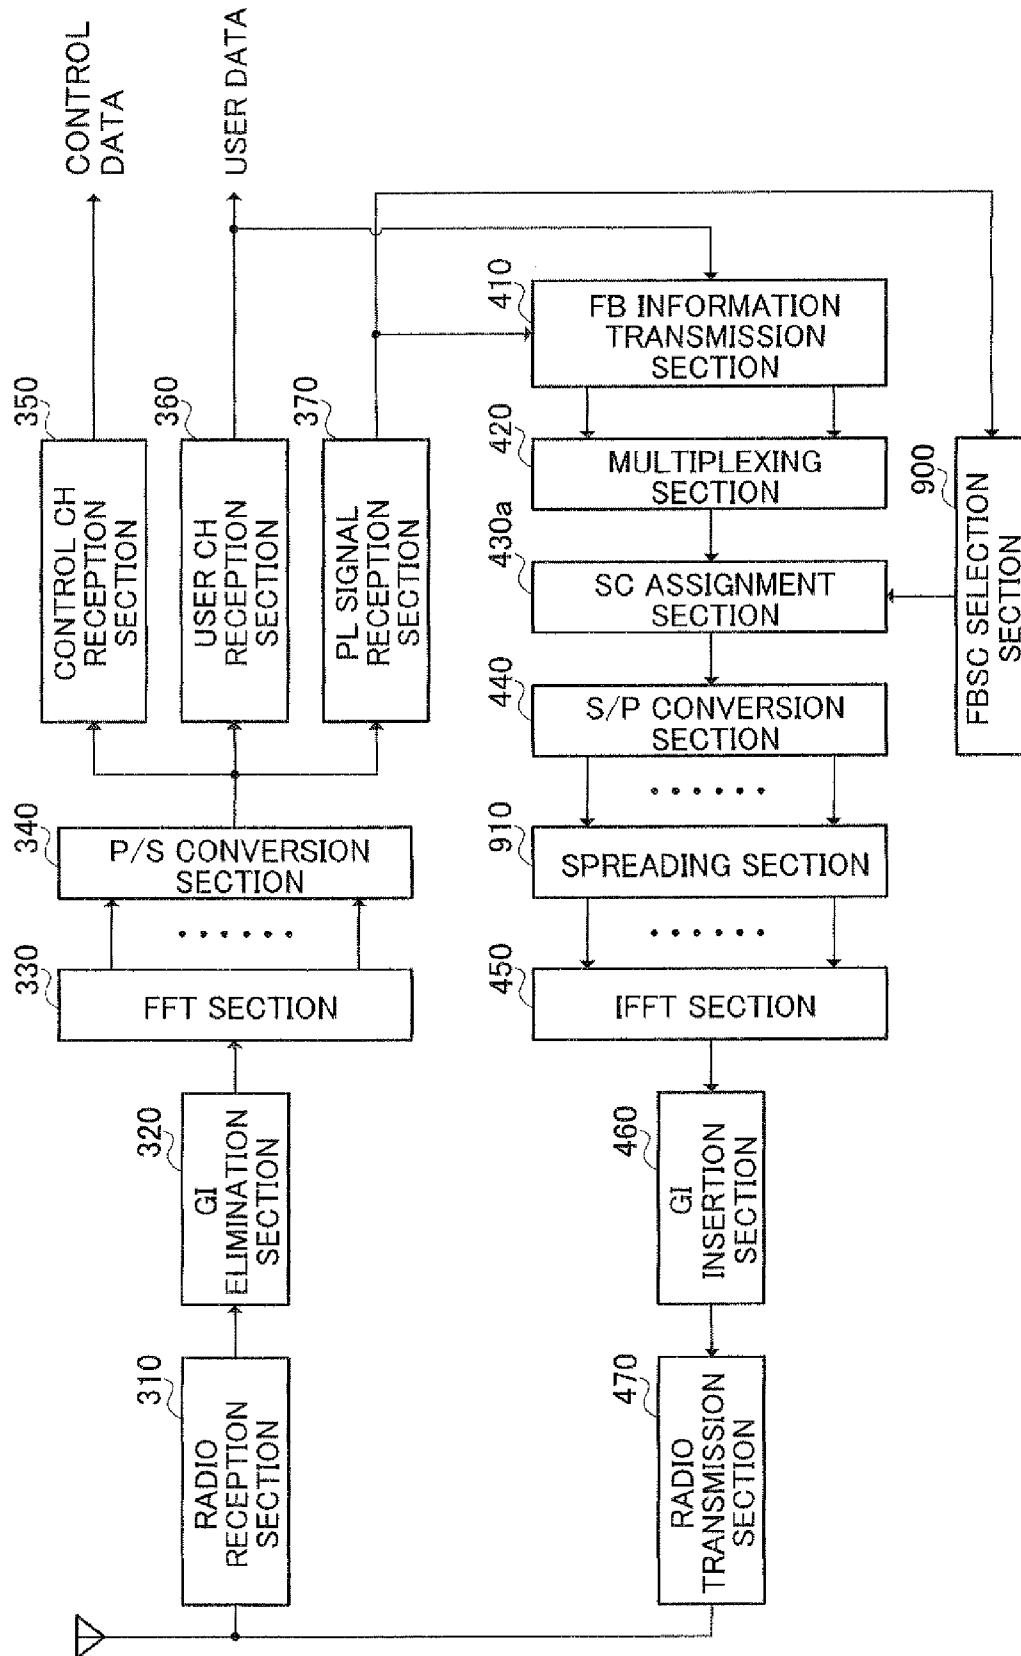 CONTROL
DATA
USER DATA
350
CONTROL CH
RECEPTION
SECTION
360
USER CH
RECEPTION
SECTION
370
PL SIGNAL
RECEPTION
SECTION
340
P/S CONVERSION
SECTION
330
FFT SECTION
320
GI
ELIMINATION
SECTION
310
RADIO
RECEPTION
SECTION
410
FB INFORMATION
TRANSMISSION
SECTION
420
MULTIPLEXING
SECTION
430a
SC ASSIGNMENT
SECTION
900
FBSC SELECTION
SECTION
440
S/P CONVERSION
SECTION
910
SPREADING SECTION
450
IFFT SECTION
460
GI
INSERTION
SECTION
470
RADIO
TRANSMISSION
SECTION